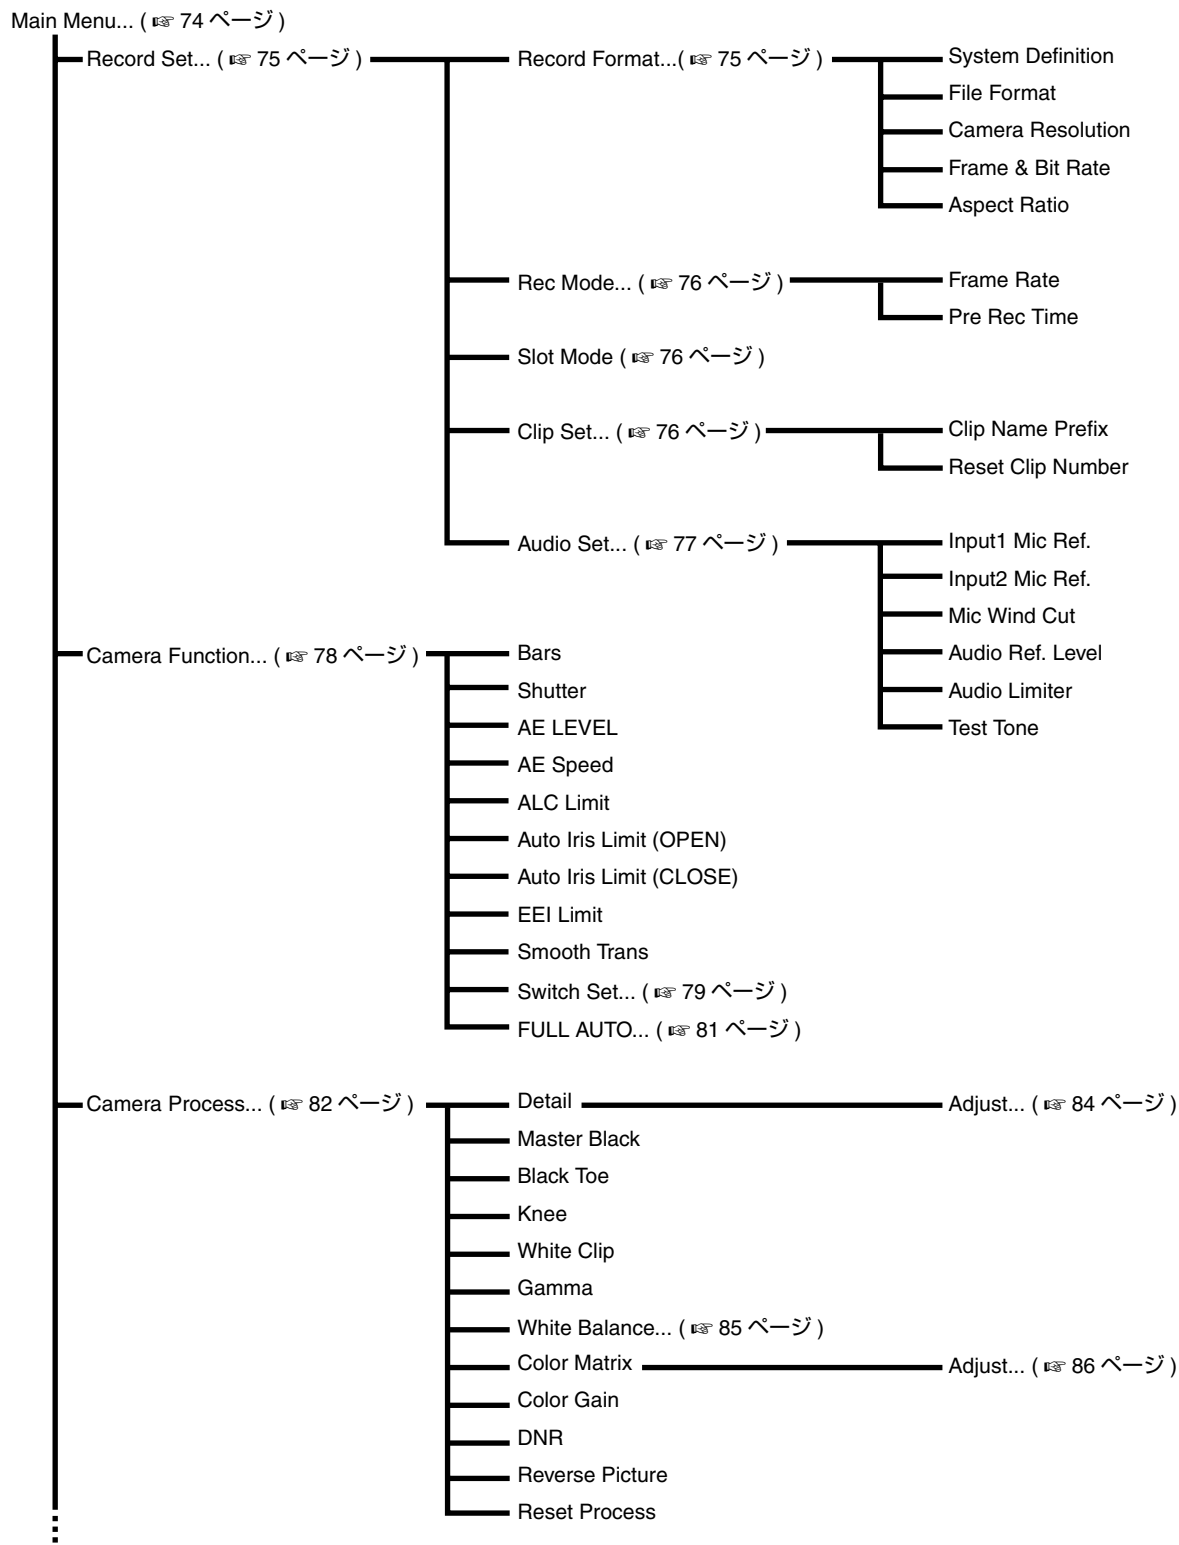 Main Menu... ( ☞ 74 ページ )
Record Set... ( ☞ 75 ページ )
Record Format...( ☞ 75 ページ )
System Definition
File Format
Camera Resolution
Frame & Bit Rate
Aspect Ratio
Rec Mode... ( ☞ 76 ページ )
Frame Rate
Pre Rec Time
Slot Mode ( ☞ 76 ページ )
Clip Set... ( ☞ 76 ページ )
Clip Name Prefix
Reset Clip Number
Audio Set... ( ☞ 77 ページ )
Input1 Mic Ref.
Input2 Mic Ref.
Mic Wind Cut
Audio Ref. Level
Audio Limiter
Test Tone
Camera Function... ( ☞ 78 ページ )
Bars
Shutter
AE LEVEL
AE Speed
ALC Limit
Auto Iris Limit (OPEN)
Auto Iris Limit (CLOSE)
EEI Limit
Smooth Trans
Switch Set... ( ☞ 79 ページ )
FULL AUTO... ( ☞ 81 ページ )
Camera Process... ( ☞ 82 ページ )
Detail
Adjust... ( ☞ 84 ページ )
Master Black
Black Toe
Knee
White Clip
Gamma
White Balance... ( ☞ 85 ページ )
Color Matrix
Adjust... ( ☞ 86 ページ )
Color Gain
DNR
Reverse Picture
Reset Process